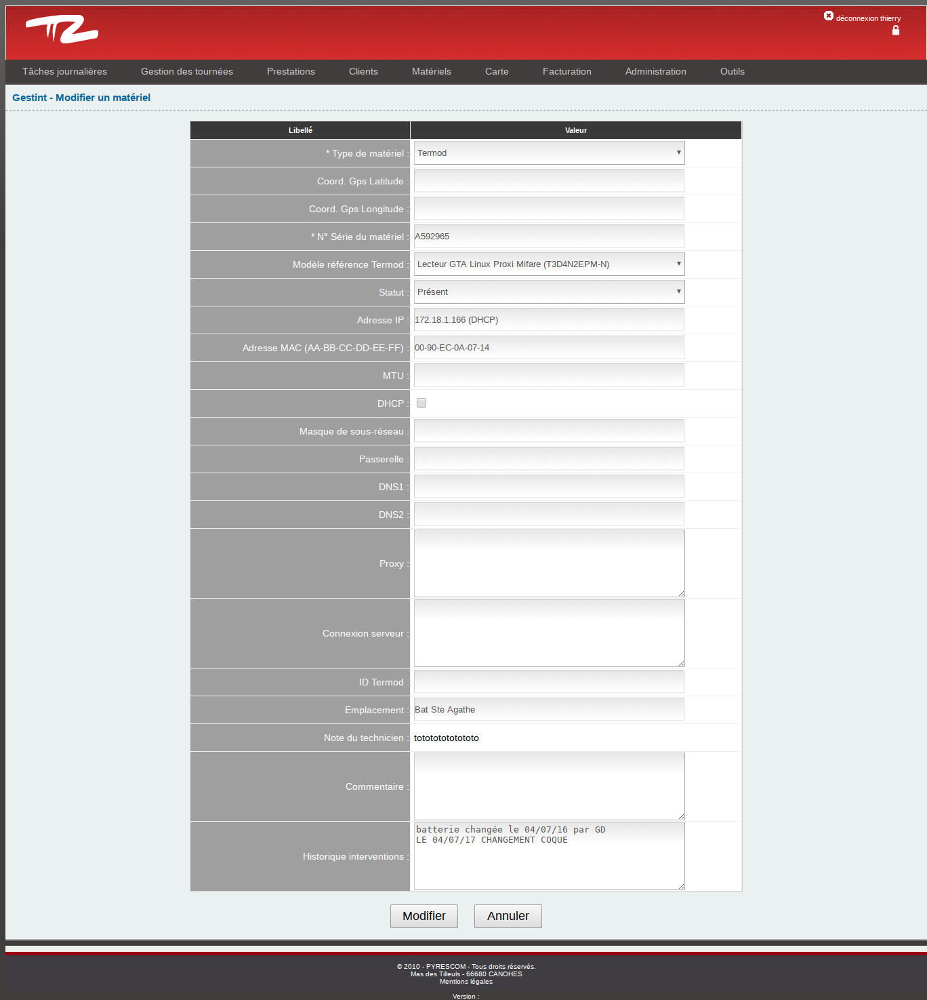 déconnexion thierry
Tâches journalières Gestion des tournées Prestations Clients Matériels Carte Facturation Administration Outils
Gestint - Modifier un matériel
Libellé Valeur
* Type de matériel : Termod
Coord. Gps Latitude :
Coord. Gps Longitude :
* N° Série du matériel : A592965
Modèle référence Termod : Lecteur GTA Linux Proxi Mifare (T3D4N2EPM-N)
Statut : Présent
Adresse IP : 172.18.1.166 (DHCP)
Adresse MAC (AA-BB-CC-DD-EE-FF) : 00-90-EC-0A-07-14
MTU :
DHCP :
Masque de sous-réseau :
Passerelle :
DNS1 :
DNS2 :
Proxy :
Connexion serveur :
ID Termod :
Emplacement : Bat Ste Agathe
Note du technicien : totototototototo
Commentaire :
Historique interventions : batterie changée le 04/07/16 par GD
LE 04/07/17 CHANGEMENT COQUE
Modifier Annuler
© 2010 - PYRESCOM - Tous droits réservés.
Mas des Tilleuls - 66680 CANOHES
Mentions légales
Version :